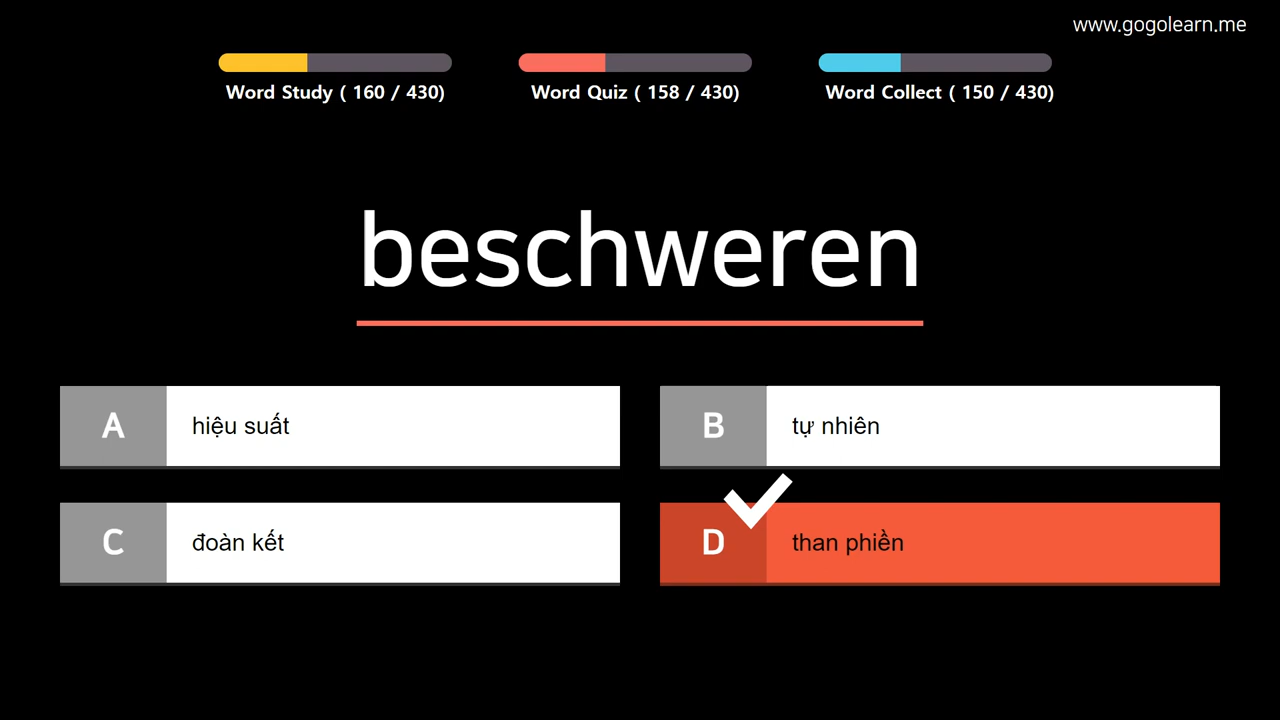 www.gogolearn.me
Word Study ( 160 / 430)
Word Quiz ( 158 / 430)
Word Collect ( 150 / 430)
beschweren
A hiệu suất
B tự nhiên
C đoàn kết
D than phiền